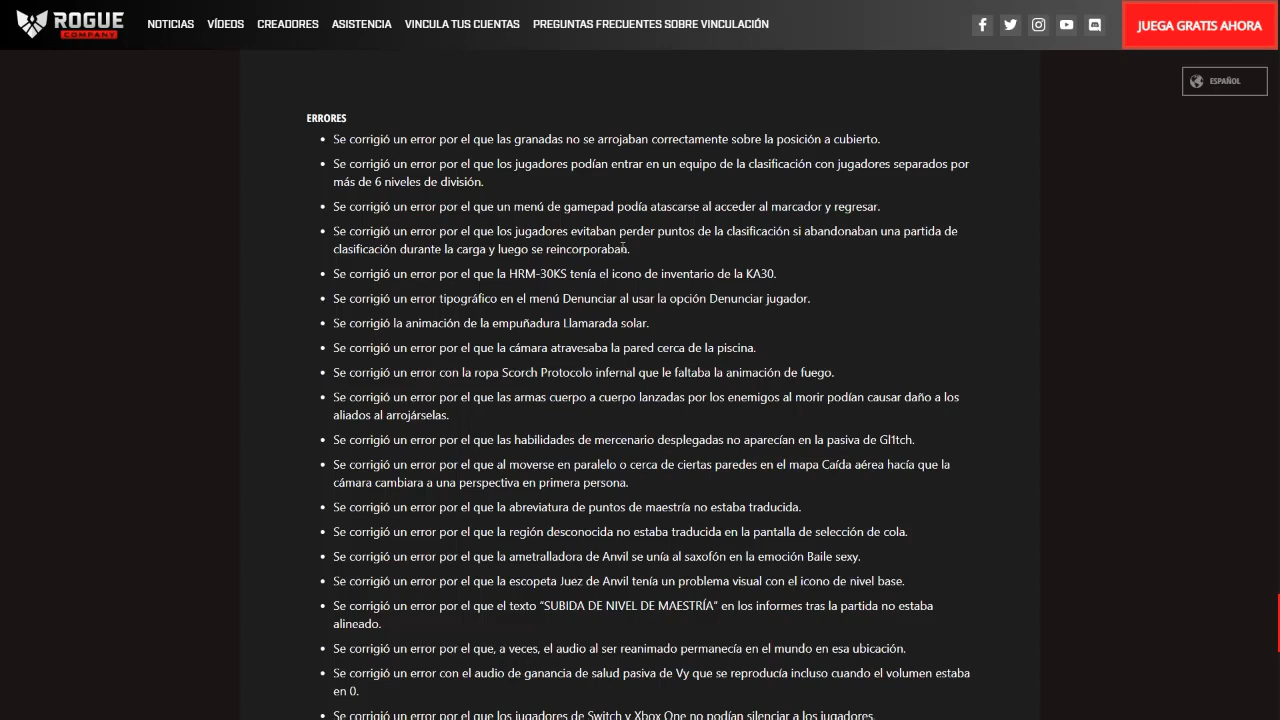 ROGUE
COMPANY
NOTICIAS VÍDEOS CREADORES ASISTENCIA VINCULA TUS CUENTAS PREGUNTAS FRECUENTES SOBRE VINCULACIÓN
JUEGA GRATIS AHORA
ESPAÑOL
ERRORES
• Se corrigió un error por el que las granadas no se arrojaban correctamente sobre la posición a cubierto.
• Se corrigió un error por el que los jugadores podían entrar en un equipo de la clasificación con jugadores separados por
más de 6 niveles de división.
• Se corrigió un error por el que un menú de gamepad podía atascarse al acceder al marcador y regresar.
• Se corrigió un error por el que los jugadores evitaban perder puntos de la clasificación si abandonaban una partida de
clasificación durante la carga y luego se reincorporaban.
• Se corrigió un error por el que la HRM-30KS tenía el icono de inventario de la KA30.
• Se corrigió un error tipográfico en el menú Denunciar al usar la opción Denunciar jugador.
• Se corrigió la animación de la empuñadura Llamarada solar.
• Se corrigió un error por el que la cámara atravesaba la pared cerca de la piscina.
• Se corrigió un error con la ropa Scorch Protocolo infernal que le faltaba la animación de fuego.
• Se corrigió un error por el que las armas cuerpo a cuerpo lanzadas por los enemigos al morir podían causar daño a los
aliados al arrojárselas.
• Se corrigió un error por el que las habilidades de mercenario desplegadas no aparecían en la pasiva de Gl1tch.
• Se corrigió un error por el que al moverse en paralelo o cerca de ciertas paredes en el mapa Caída aérea hacía que la
cámara cambiara a una perspectiva en primera persona.
• Se corrigió un error por el que la abreviatura de puntos de maestría no estaba traducida.
• Se corrigió un error por el que la región desconocida no estaba traducida en la pantalla de selección de cola.
• Se corrigió un error por el que la ametralladora de Anvil se unía al saxofón en la emoción Baile sexy.
• Se corrigió un error por el que la escopeta Juez de Anvil tenía un problema visual con el icono de nivel base.
• Se corrigió un error por el que el texto “SUBIDA DE NIVEL DE MAESTRÍA” en los informes tras la partida no estaba
alineado.
• Se corrigió un error por el que, a veces, el audio al ser reanimado permanecía en el mundo en esa ubicación.
• Se corrigió un error con el audio de ganancia de salud pasiva de Vy que se reproducía incluso cuando el volumen estaba
en 0.
• Se corrigió un error por el que los jugadores de Switch y Xbox One no podían silenciar a los jugadores.